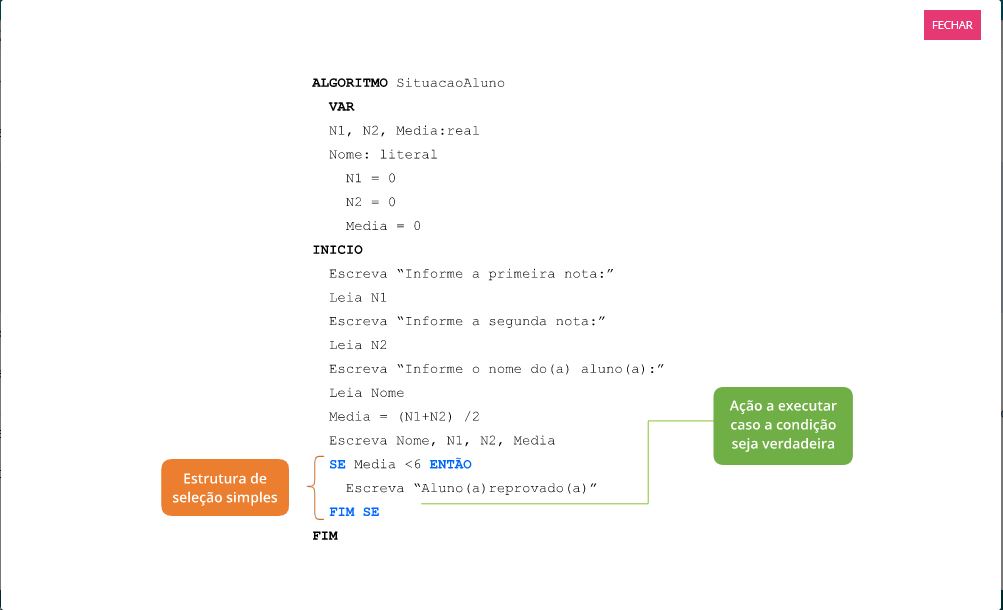 FECHAR
ALGORITMO SituacaoAluno
VAR
N1, N2, Media:real
Nome: literal
N1 = 0
N2 = 0
Media = 0
INICIO
Escreva “Informe a primeira nota:”
Leia N1
Escreva “Informe a segunda nota:”
Leia N2
Escreva “Informe o nome do(a) aluno(a):”
Leia Nome
Media = (N1+N2) /2
Escreva Nome, N1, N2, Media
SE Media <6 ENTÃO
Escreva “Aluno(a)reprovado(a)”
FIM SE
FIM
Estrutura de
seleção simples
Ação a executar
caso a condição
seja verdadeira